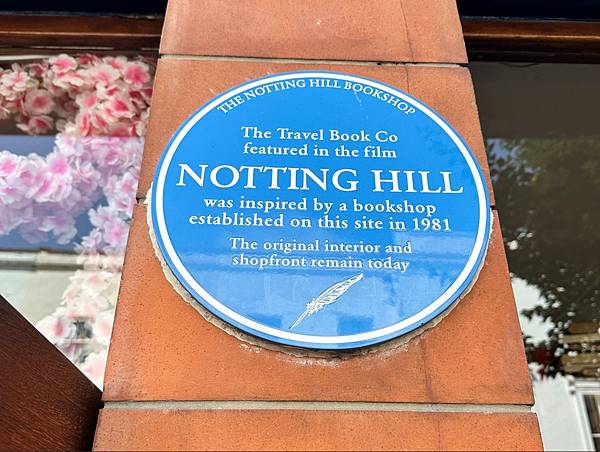 THE NOTTING HILL BOOKSHOP
The Travel Book Co
featured in the film
NOTTING HILL
was inspired by a bookshop
established on this site in 1981
The original interior and
shopfront remain today